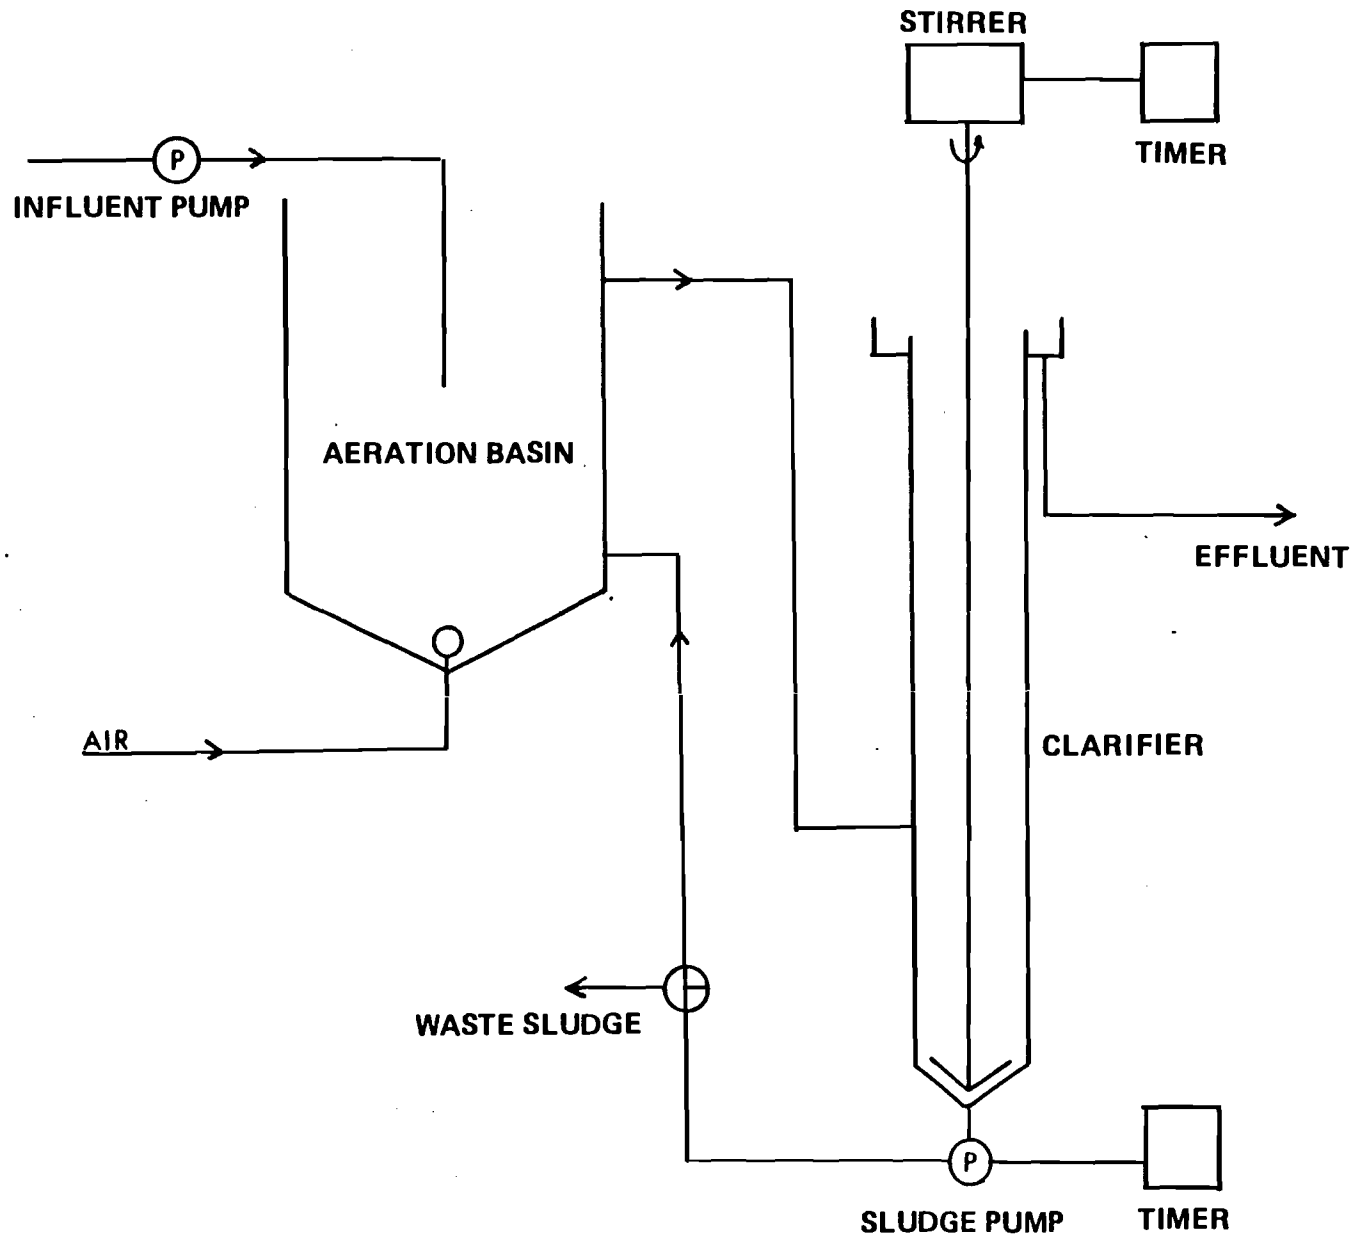 STIRRER
TIMER
P
INFLUENT PUMP
AERATION BASIN
EFFLUENT
AIR
CLARIFIER
WASTE SLUDGE
P
SLUDGE PUMP
TIMER